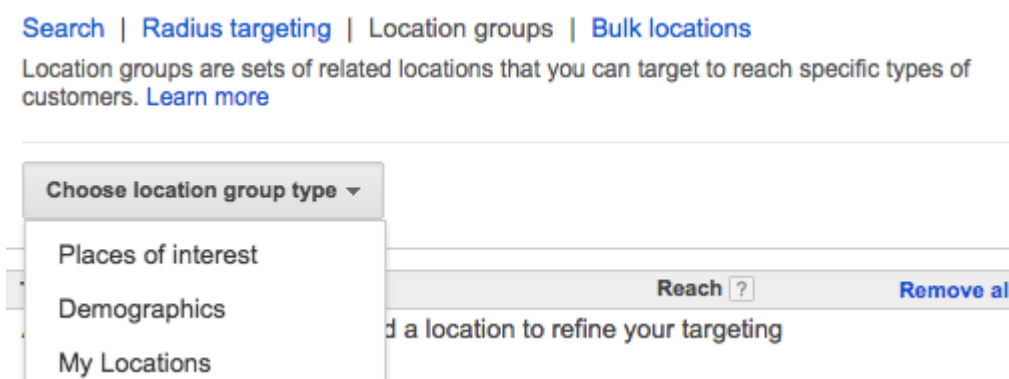 Search | Radius targeting | Location groups | Bulk locations
Location groups are sets of related locations that you can target to reach specific types of
customers. Learn more
Choose location group type
Places of interest
Reach ? Remove al
Demographics
d a location to refine your targeting
My Locations